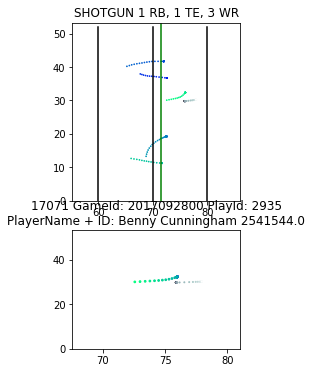 SHOTGUN 1 RB, 1 TE, 3 WR
50
40
30
20
10
0
60 70 80
17071 GameId: 2017092800 PlayId: 2935
PlayerName + ID: Benny Cunningham 2541544.0
40
20
0
70 75 80